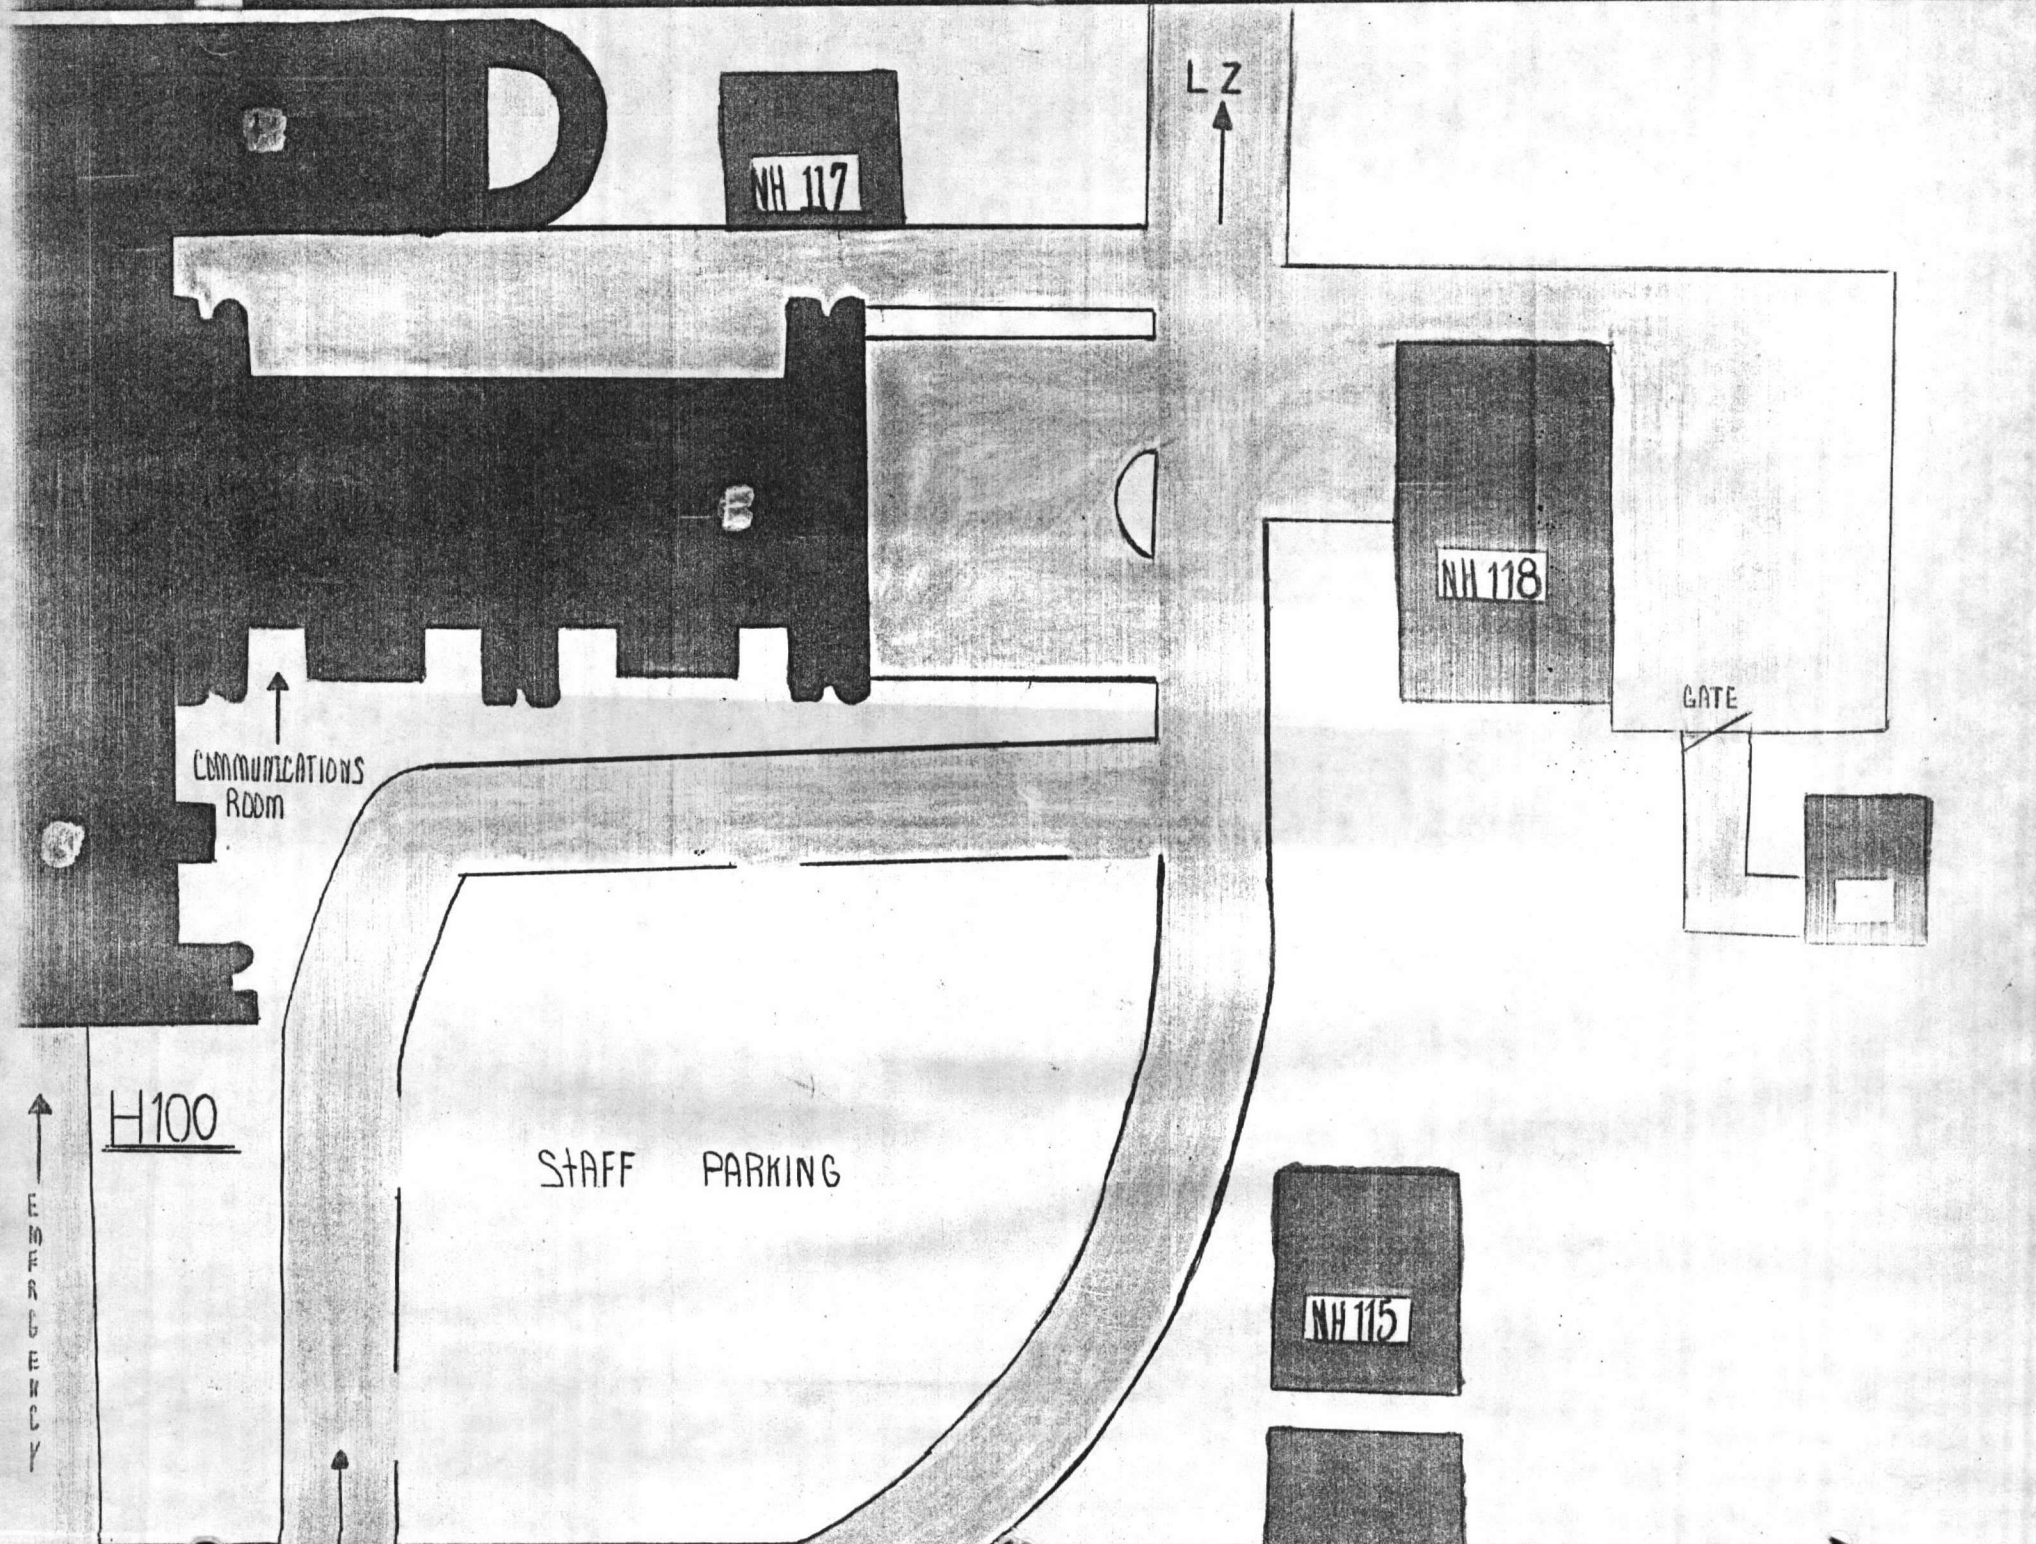 LZ
NH 117
NH 118
GATE
COMMUNICATIONS
ROOM
H100
STAFF PARKING
EMERGENCY
NH 115